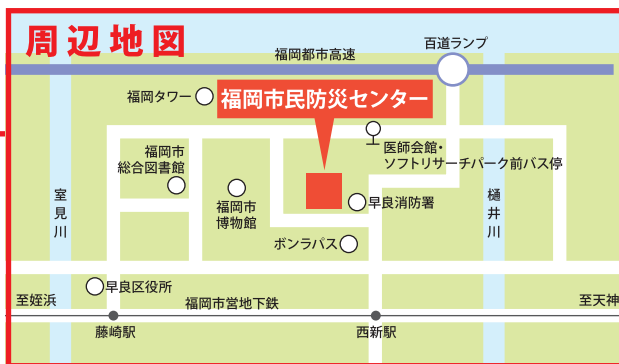 周辺地図
百道ランプ
福岡都市高速
福岡タワー
福岡市民防災センター
医師会館・
ソフトリサーチパーク前バス停
福岡市
総合図書館
室見川
福岡市
博物館
早良消防署
樋井川
ボンラパス
早良区役所
至姪浜
福岡市営地下鉄
至天神
藤崎駅
西新駅